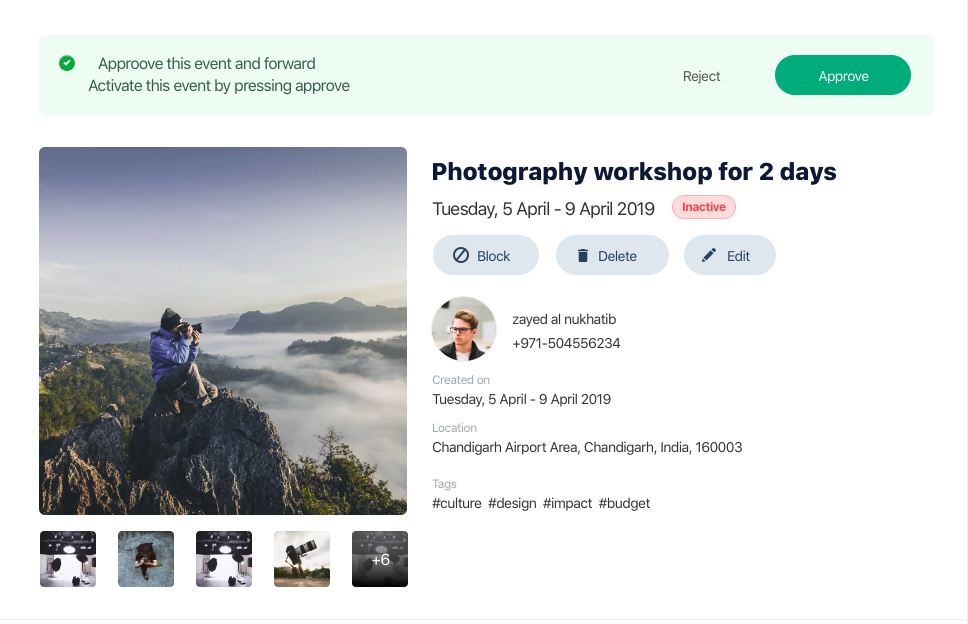 Approove this event and forward
Activate this event by pressing approve
Reject
Approve
Photography workshop for 2 days
Tuesday, 5 April - 9 April 2019
Inactive
Block
Delete
Edit
zayed al nukhatib
+971-504556234
Created on
Tuesday, 5 April - 9 April 2019
Location
Chandigarh Airport Area, Chandigarh, India, 160003
Tags
#culture #design #impact #budget
+6